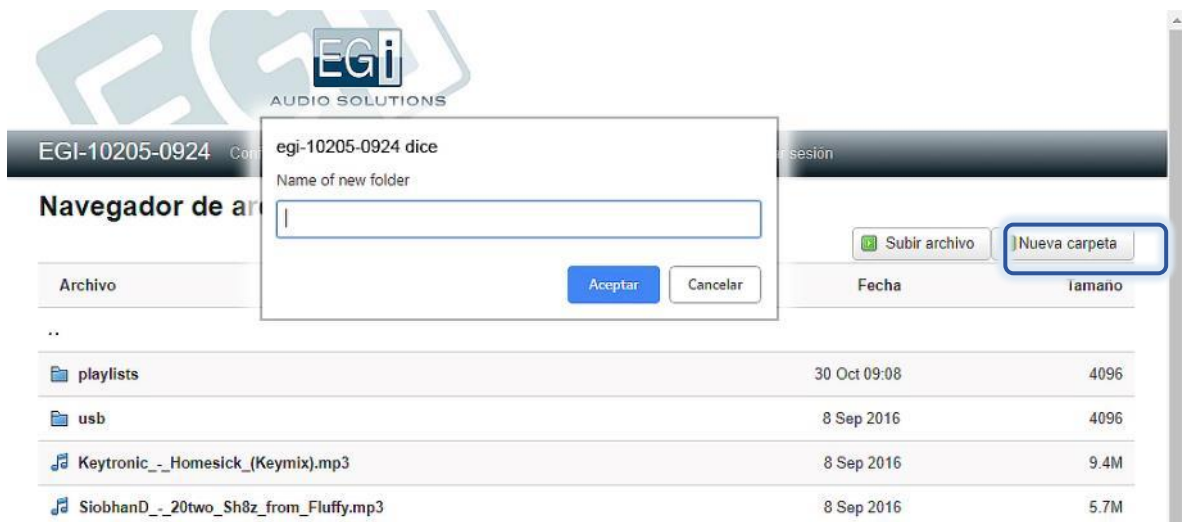 EGi
AUDIO SOLUTIONS
EGI-10205-0924 sesión
egi-10205-0924 dice
Name of new folder
Aceptar Cancelar
Navegador de
Subir archivo Nueva carpeta
Archivo Fecha Tamaño
..
playlists 30 Oct 09:08 4096
usb 8 Sep 2016 4096
Keytronic_-_Homesick_(Keymix).mp3 8 Sep 2016 9.4M
SiobhanD_-_20two_Sh8z_from_Fluffy.mp3 8 Sep 2016 5.7M